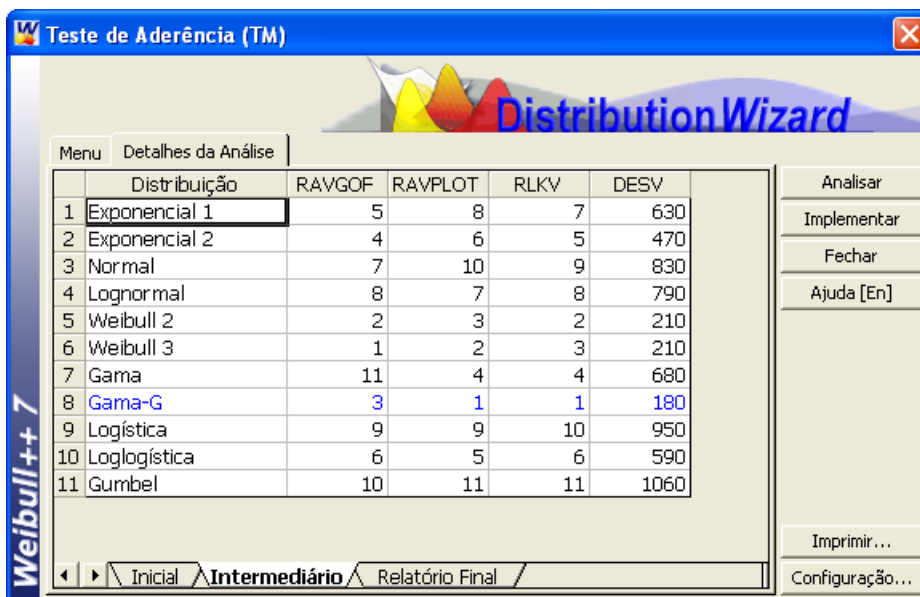 Teste de Aderência (TM)
Distribution Wizard
Menu Detalhes da Análise
Distribuição RAVGOF RAVPLOT RLKV DESV
1 Exponencial 1 5 8 7 630
2 Exponencial 2 4 6 5 470
3 Normal 7 10 9 830
4 Lognormal 8 7 8 790
5 Weibull 2 2 3 2 210
6 Weibull 3 1 2 3 210
7 Gama 11 4 4 680
8 Gama-G 3 1 1 180
9 Logística 9 9 10 950
10 Loglogística 6 5 6 590
11 Gumbel 10 11 11 1060
Inicial Intermediário Relatório Final
Analisar
Implementar
Fechar
Ajuda [En]
Imprimir...
Configuração...
Weibull++ 7